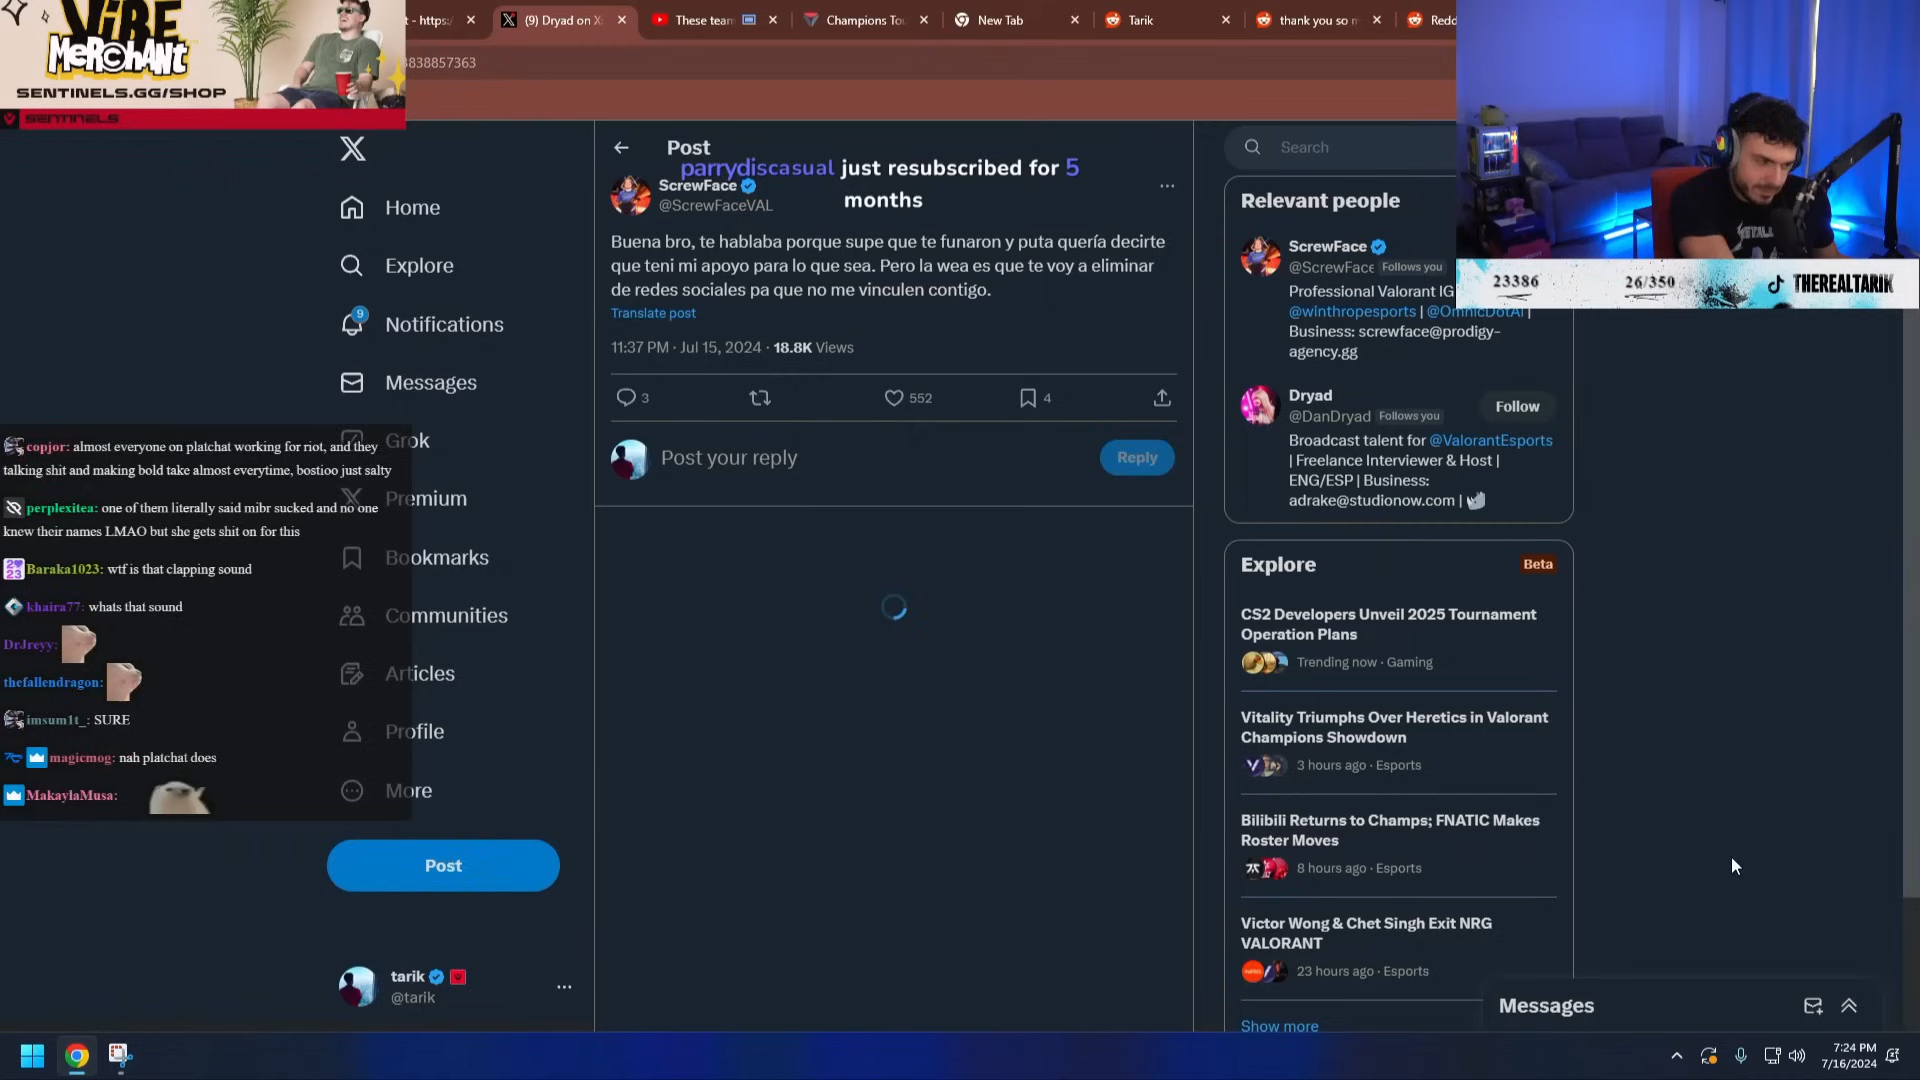 VIBE
MERCHANT
SENTINELS.GG/SHOP
SENTINELS
t - https:/
(9) Dryad on X
These team
Champions Tou
New Tab
Tarik
thank you so m
Redd
3838857363
Post
parrydiscasual just resubscribed for 5
months
ScrewFace
@ScrewFaceVAL
Buena bro, te hablaba porque supe que te funaron y puta quería decirte
que teni mi apoyo para lo que sea. Pero la wea es que te voy a eliminar
de redes sociales pa que no me vinculen contigo.
Translate post
11:37 PM · Jul 15, 2024 · 18.8K Views
3
552
4
Post your reply
Reply
Home
Explore
9
Notifications
Messages
Grok
Premium
Bookmarks
Communities
Articles
Profile
More
Post
tarik
@tarik
copjor: almost everyone on platchat working for riot, and they
talking shit and making bold take almost everytime, bostioo just salty
perplexitea: one of them literally said mibr sucked and no one
knew their names LMAO but she gets shit on for this
Baraka1023: wtf is that clapping sound
khaira77: whats that sound
DrJreyy:
thefallendragon:
imsum1t_: SURE
magicmog: nah platchat does
MakaylaMusa:
Search
Relevant people
ScrewFace
@ScrewFace Follows you
Professional Valorant IG
@winthropesports | @OmnicDotAI |
Business: screwface@prodigy-
agency.gg
Dryad
@DanDryad Follows you
Follow
Broadcast talent for @ValorantEsports
| Freelance Interviewer & Host |
ENG/ESP | Business:
adrake@studionow.com |
23386
26/350
THEREALTARIK
Explore
Beta
CS2 Developers Unveil 2025 Tournament
Operation Plans
Trending now · Gaming
Vitality Triumphs Over Heretics in Valorant
Champions Showdown
3 hours ago · Esports
Bilibili Returns to Champs; FNATIC Makes
Roster Moves
8 hours ago · Esports
Victor Wong & Chet Singh Exit NRG
VALORANT
23 hours ago · Esports
Show more
Messages
7:24 PM
7/16/2024